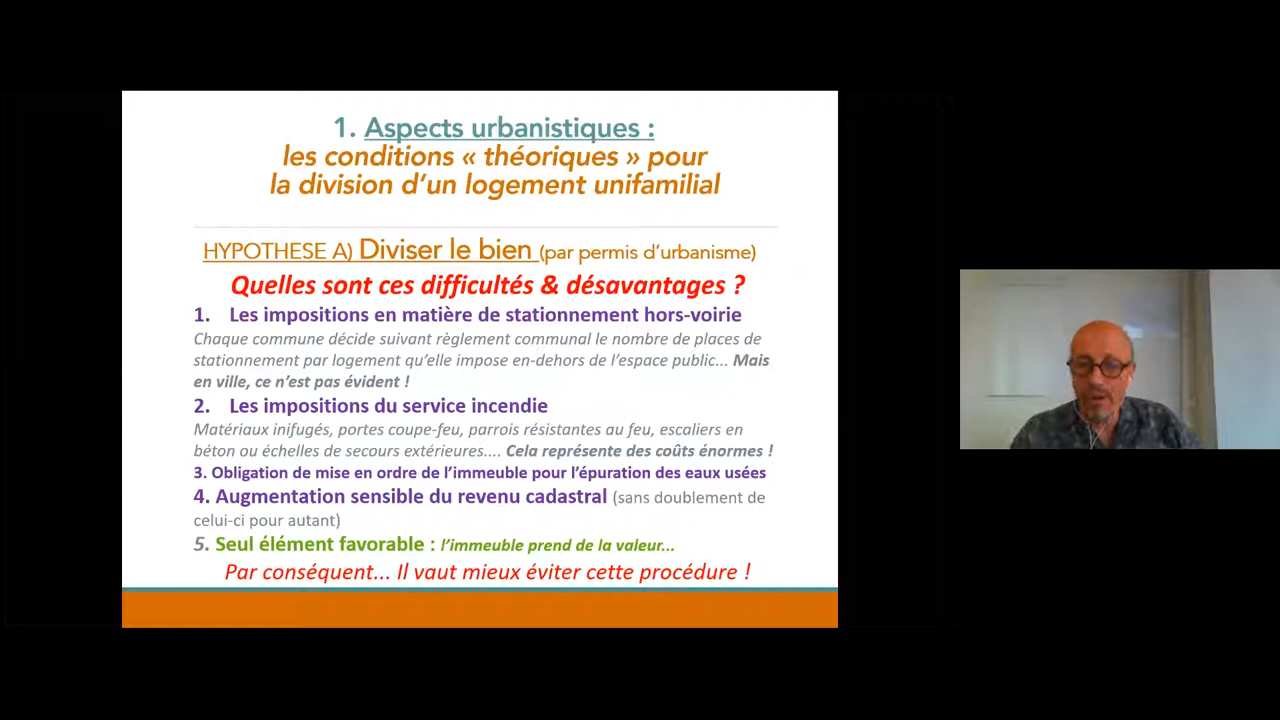 1. Aspects urbanistiques :
les conditions « théoriques » pour
la division d’un logement unifamilial
HYPOTHESE A) Diviser le bien (par permis d’urbanisme)
Quelles sont ces difficultés & désavantages ?
1. Les impositions en matière de stationnement hors-voirie
Chaque commune décide suivant règlement communal le nombre de places de
stationnement par logement qu’elle impose en-dehors de l’espace public... Mais
en ville, ce n’est pas évident !
2. Les impositions du service incendie
Matériaux inifugés, portes coupe-feu, parrois résistantes au feu, escaliers en
béton ou échelles de secours extérieures.... Cela représente des coûts énormes !
3. Obligation de mise en ordre de l’immeuble pour l’épuration des eaux usées
4. Augmentation sensible du revenu cadastral (sans doublement de
celui-ci pour autant)
5. Seul élément favorable : l’immeuble prend de la valeur...
Par conséquent... Il vaut mieux éviter cette procédure !